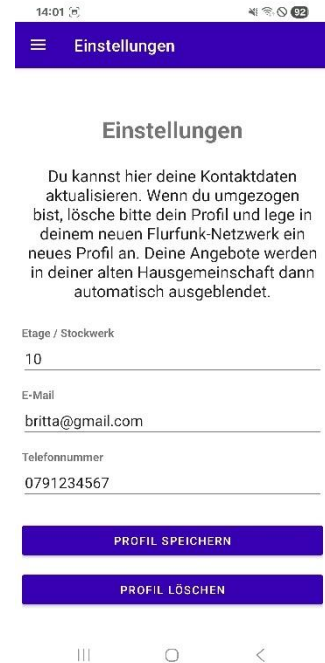 14:01
92
Einstellungen
Einstellungen
Du kannst hier deine Kontaktdaten
aktualisieren. Wenn du umgezogen
bist, lösche bitte dein Profil und lege in
deinem neuen Flurfunk-Netzwerk ein
neues Profil an. Deine Angebote werden
in deiner alten Hausgemeinschaft dann
automatisch ausgeblendet.
Etage / Stockwerk
10
E-Mail
britta@gmail.com
Telefonnummer
0791234567
PROFIL SPEICHERN
PROFIL LÖSCHEN